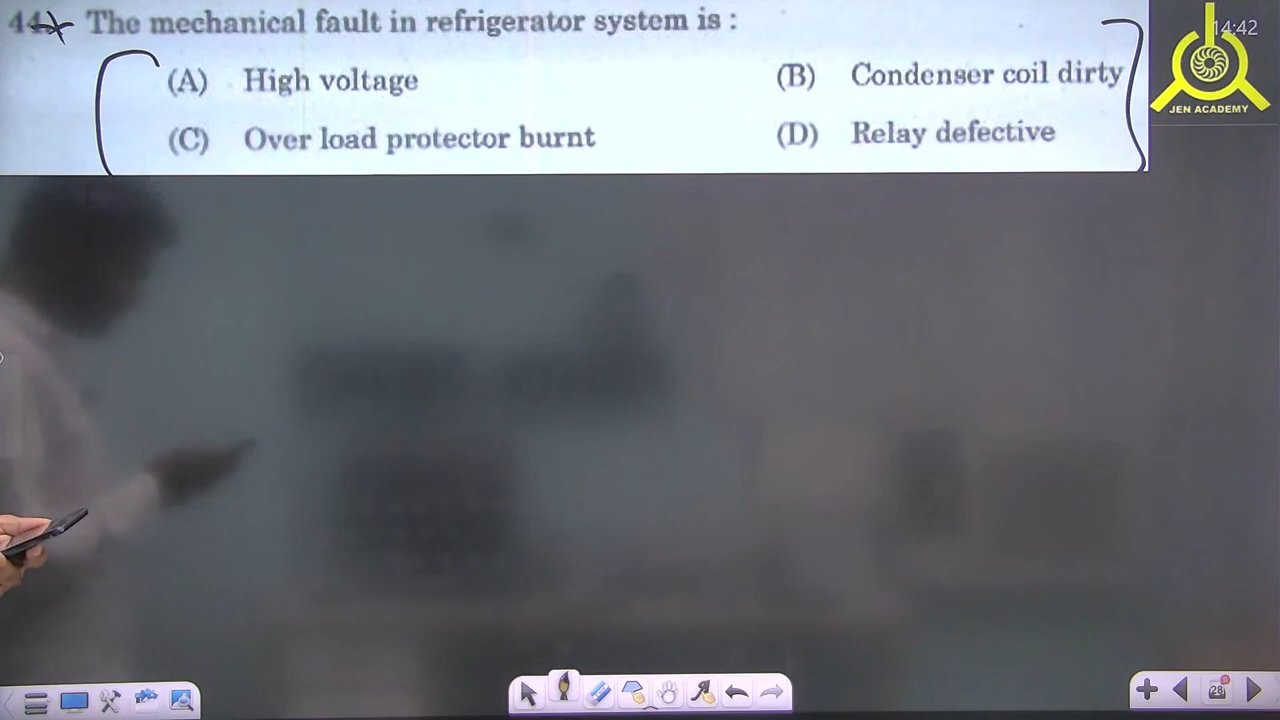 44. The mechanical fault in refrigerator system is :
(A) High voltage
(B) Condenser coil dirty
(C) Over load protector burnt
(D) Relay defective
14:42
JEN ACADEMY
28